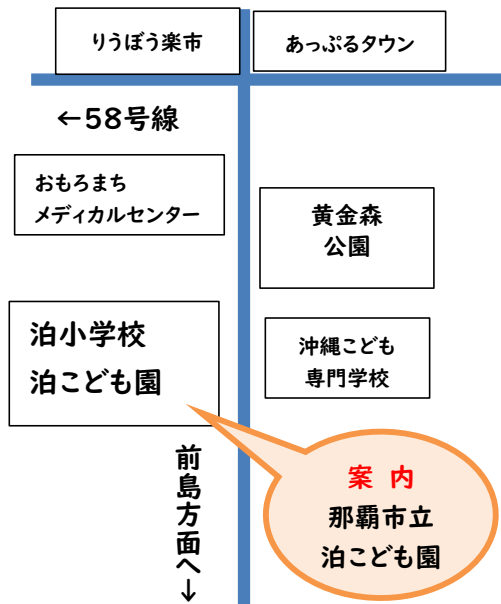 りうぼう楽市
あっぷるタウン
←58号線
おもろまち
メディカルセンター
黄金森
公園
泊小学校
泊こども園
沖縄こども
専門学校
前島方面へ↓
案 内
那覇市立
泊こども園